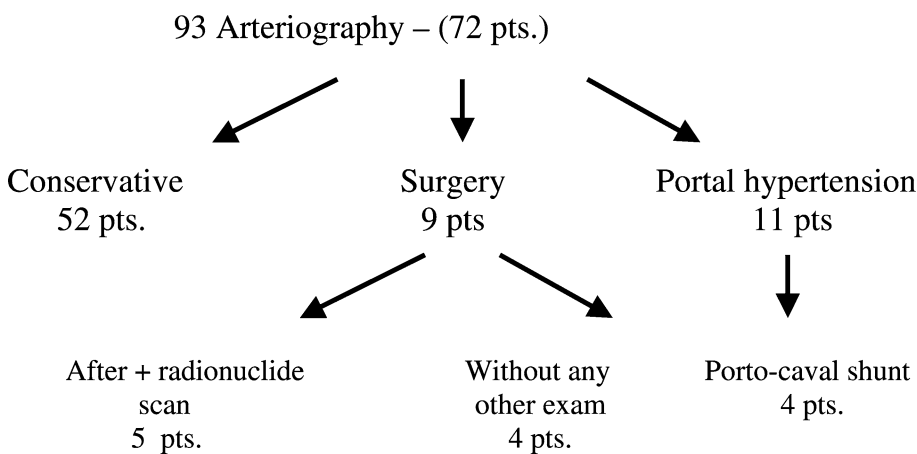 93 Arteriography – (72 pts.)
Conservative
52 pts.
Surgery
9 pts
Portal hypertension
11 pts
After + radionuclide
scan
5 pts.
Without any
other exam
4 pts.
Porto-caval shunt
4 pts.